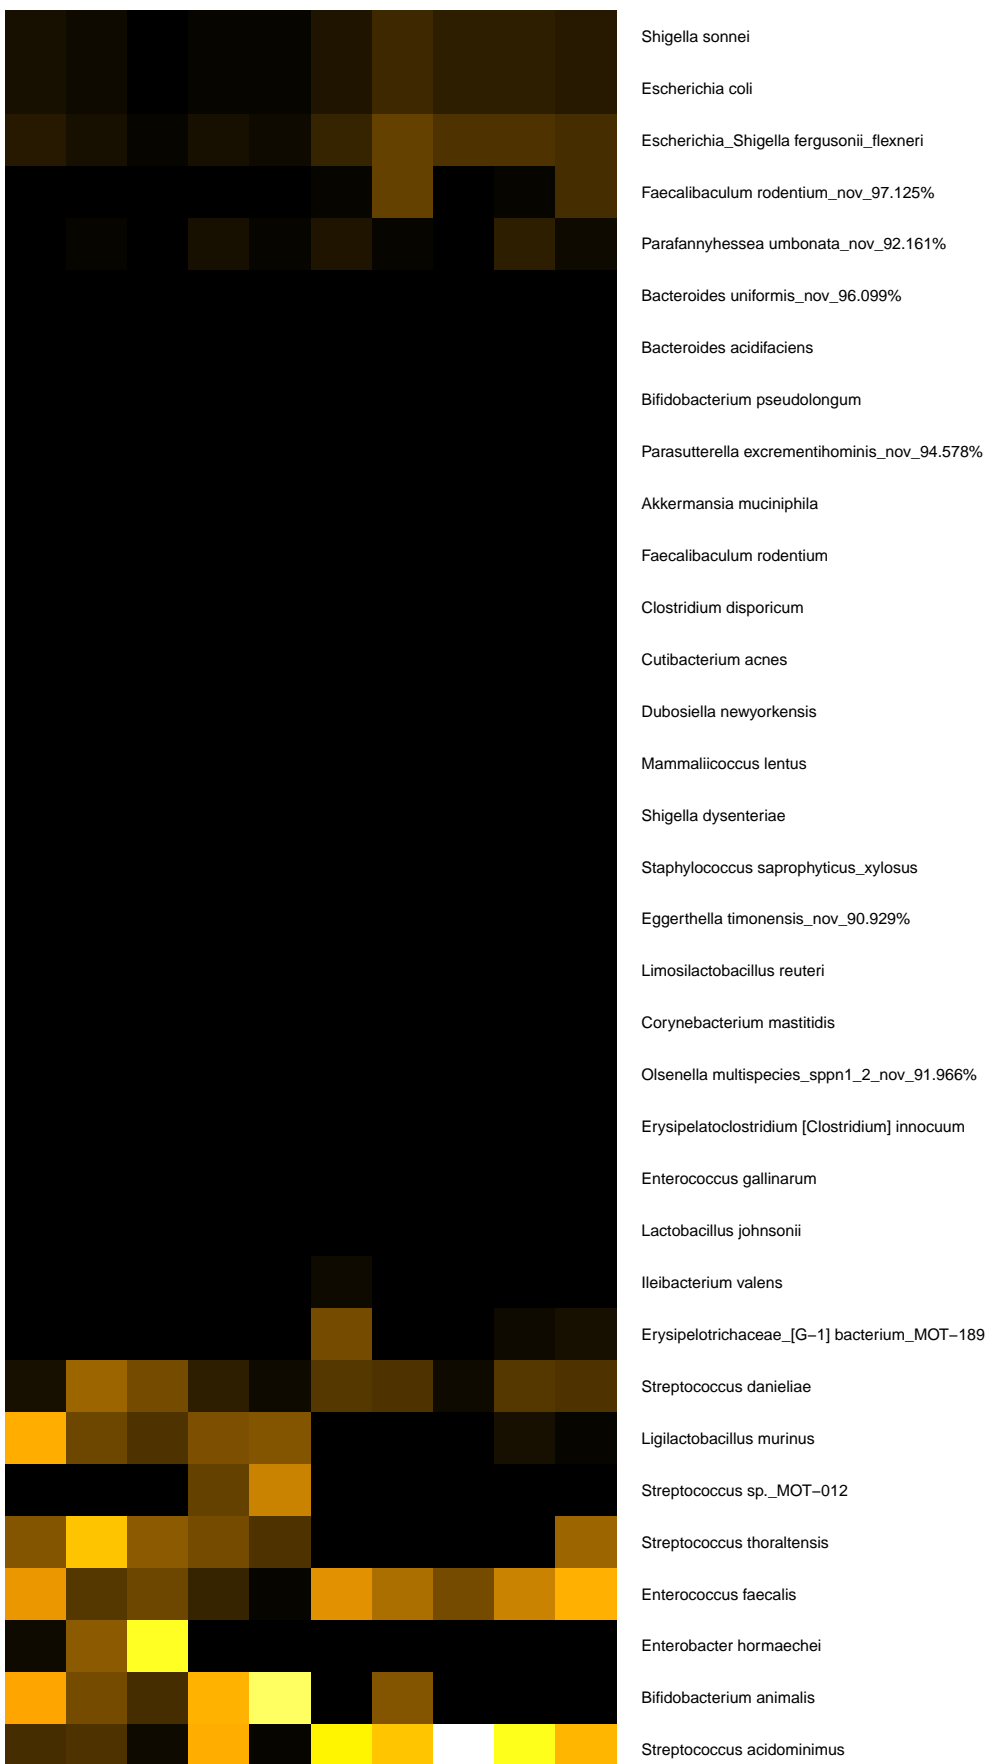 Shigella sonnei
Escherichia coli
Escherichia_Shigella fergusonii_flexneri
Faecalibaculum rodentium_nov_97.125%
Parafannyhessea umbonata_nov_92.161%
Bacteroides uniformis_nov_96.099%
Bacteroides acidifaciens
Bifidobacterium pseudolongum
Parasutterella excrementihominis_nov_94.578%
Akkermansia muciniphila
Faecalibaculum rodentium
Clostridium disporicum
Cutibacterium acnes
Dubosiella newyorkensis
Mammaliicoccus lentus
Shigella dysenteriae
Staphylococcus saprophyticus_xylosus
Eggerthella timonensis_nov_90.929%
Limosilactobacillus reuteri
Corynebacterium mastitidis
Olsenella multispecies_sppn1_2_nov_91.966%
Erysipelatoclostridium [Clostridium] innocuum
Enterococcus gallinarum
Lactobacillus johnsonii
Ileibacterium valens
Erysipelotrichaceae_[G−1] bacterium_MOT−189
Streptococcus danieliae
Ligilactobacillus murinus
Streptococcus sp._MOT−012
Streptococcus thoraltensis
Enterococcus faecalis
Enterobacter hormaechei
Bifidobacterium animalis
Streptococcus acidominimus